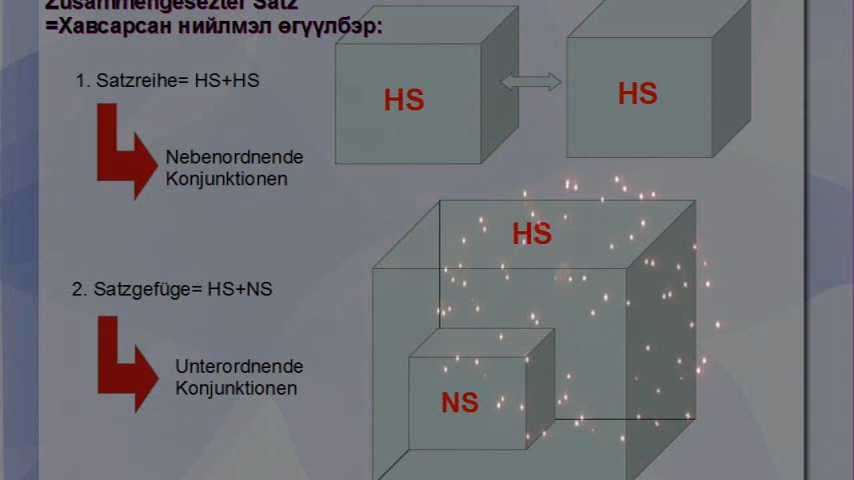 Zusammengesezter Satz
=Хавсарсан нийлмэл өгүүлбэр:
1. Satzreihe= HS+HS
Nebenordnende
Konjunktionen
HS
HS
HS
2. Satzgefüge= HS+NS
Unterordnende
Konjunktionen
NS